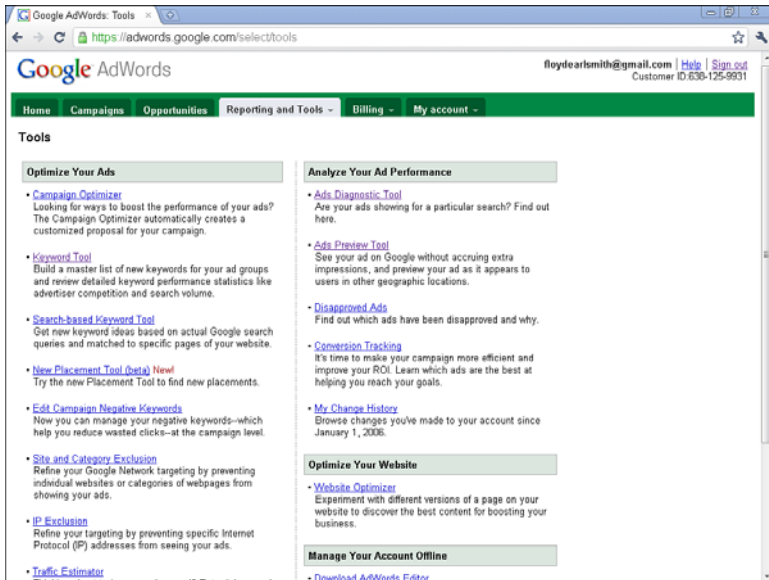 Google AdWords: Tools
https://adwords.google.com/select/tools
Google AdWords
floydearlsmith@gmail.com | Help | Sign out
Customer ID:638-125-9931
Home Campaigns Opportunities Reporting and Tools Billing My account
Tools
Optimize Your Ads
• Campaign Optimizer
Looking for ways to boost the performance of your ads?
The Campaign Optimizer automatically creates a
customized proposal for your campaign.
• Keyword Tool
Build a master list of new keywords for your ad groups
and review detailed keyword performance statistics like
advertiser competition and search volume.
• Search-based Keyword Tool
Get new keyword ideas based on actual Google search
queries and matched to specific pages of your website.
• New Placement Tool (beta) New!
Try the new Placement Tool to find new placements.
• Edit Campaign Negative Keywords
Now you can manage your negative keywords--which
help you reduce wasted clicks--at the campaign level.
• Site and Category Exclusion
Refine your Google Network targeting by preventing
individual websites or categories of webpages from
showing your ads.
• IP Exclusion
Refine your targeting by preventing specific Internet
Protocol (IP) addresses from seeing your ads.
• Traffic Estimator
Analyze Your Ad Performance
• Ads Diagnostic Tool
Are your ads showing for a particular search? Find out
here.
• Ads Preview Tool
See your ad on Google without accruing extra
impressions, and preview your ad as it appears to
users in other geographic locations.
• Disapproved Ads
Find out which ads have been disapproved and why.
• Conversion Tracking
It's time to make your campaign more efficient and
improve your ROI. Learn which ads are the best at
helping you reach your goals.
• My Change History
Browse changes you've made to your account since
January 1, 2006.
Optimize Your Website
• Website Optimizer
Experiment with different versions of a page on your
website to discover the best content for boosting your
business.
Manage Your Account Offline
• Download AdWords Editor